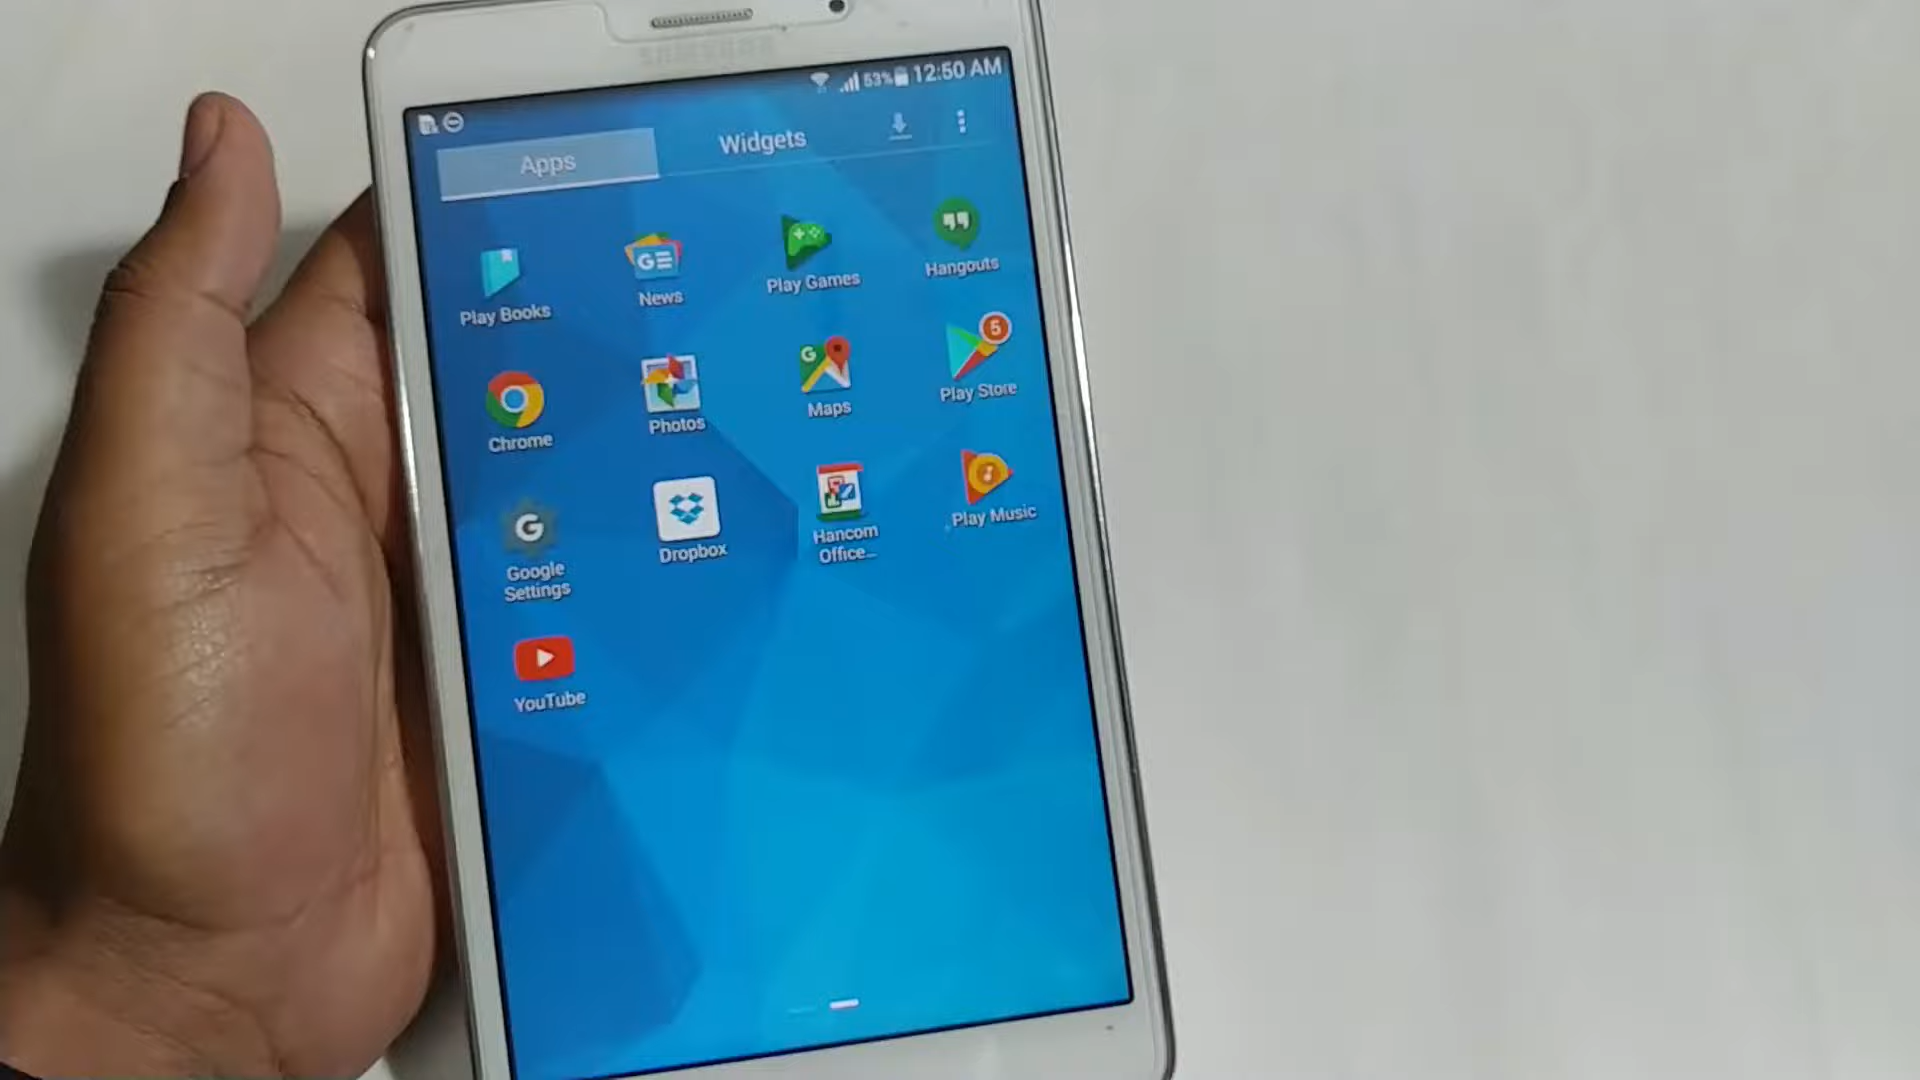 SAMSUNG
53% 12:50 AM
Apps
Widgets
Play Books
News
Play Games
Hangouts
Chrome
Photos
Maps
5
Play Store
Google
Settings
Dropbox
Hancom
Office...
Play Music
YouTube